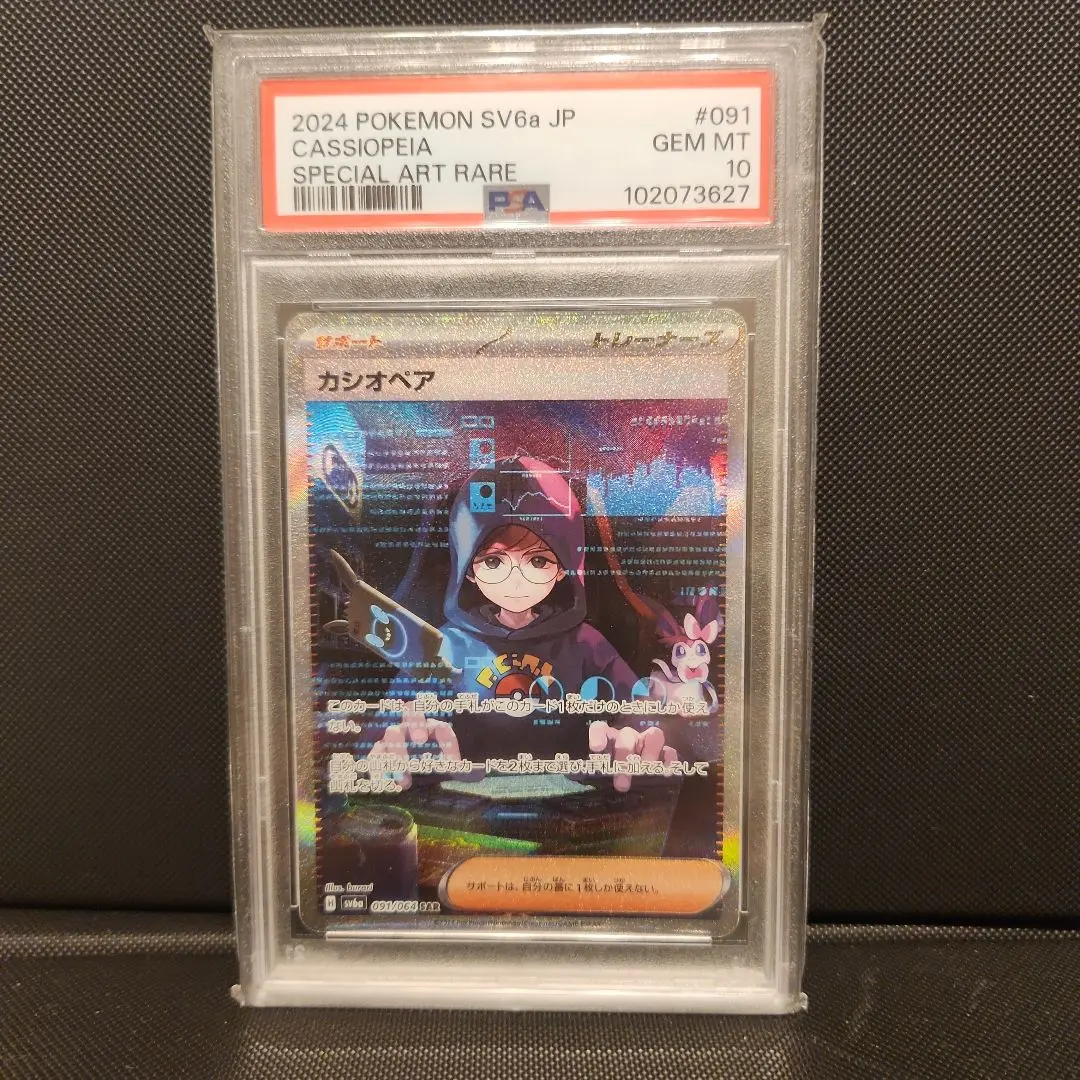 2024 POKEMON SV6a JP #091
CASSIOPEIA GEM MT
SPECIAL ART RARE 10
PSA 102073627
サポート トレーナーズ
カシオペア
このカードは、自分の手札がこのカード1枚だけのときにしか使え
ない。
自分の山札から好きなカードを2枚まで選び、手札に加える。そして
山札を切る。
サポートは、自分の番に1枚しか使えない。
Illus. burari
H SV6a 091/064 SAR